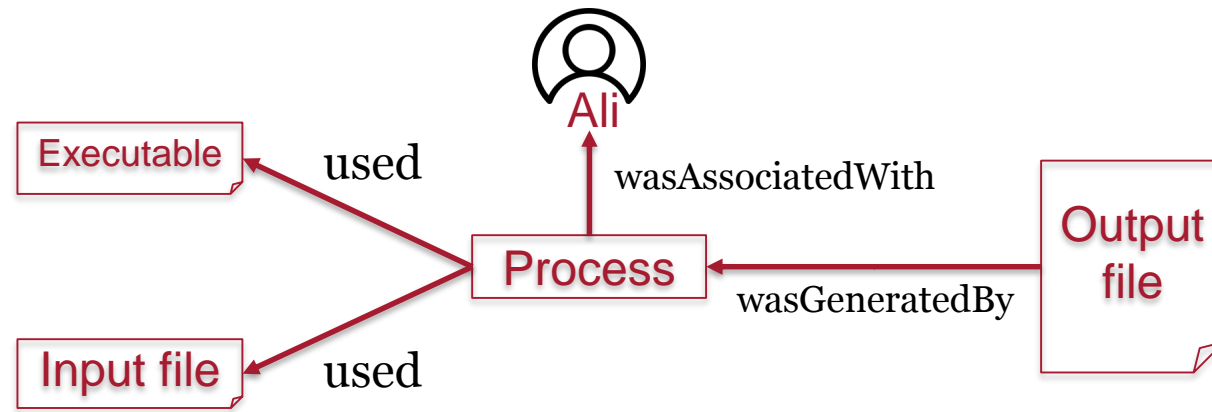 Ali
Executable
used
wasAssociatedWith
Process
Output
file
wasGeneratedBy
Input file
used